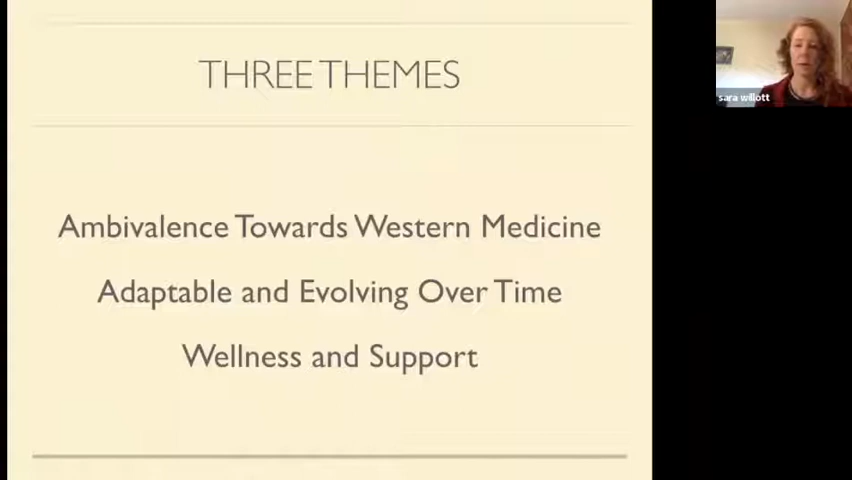 THREE THEMES
Ambivalence Towards Western Medicine
Adaptable and Evolving Over Time
Wellness and Support
sara willott